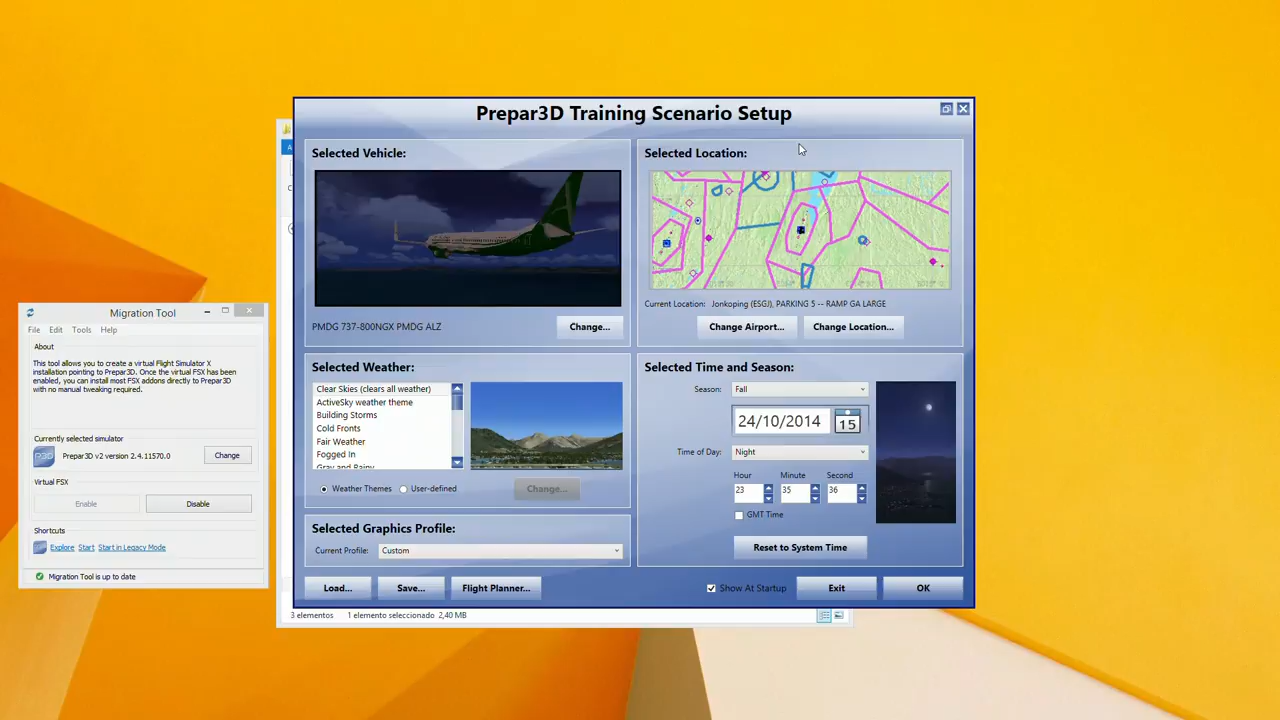 Prepar3D Training Scenario Setup
Selected Vehicle:
PMDG 737-800NGX PMDG ALZ
Change...
Selected Location:
Current Location: Jonkoping (ESGJ), PARKING 5 -- RAMP GA LARGE
Change Airport...
Change Location...
Selected Weather:
Clear Skies (clears all weather)
ActiveSky weather theme
Building Storms
Cold Fronts
Fair Weather
Fogged In
Gray and Rainy
Weather Themes
User-defined
Change...
Selected Time and Season:
Season: Fall
24/10/2014
15
Time of Day: Night
Hour Minute Second
23 35 36
GMT Time
Reset to System Time
Selected Graphics Profile:
Current Profile: Custom
Load...
Save...
Flight Planner...
Show At Startup
Exit
OK
3 elementos 1 elemento seleccionado 2,40 MB
Migration Tool
File Edit Tools Help
About
This tool allows you to create a virtual Flight Simulator X
installation pointing to Prepar3D. Once the virtual FSX has been
enabled, you can install most FSX addons directly to Prepar3D
with no manual tweaking required.
Currently selected simulator
P3D
Prepar3D v2 version 2.4.11570.0
Change
Virtual FSX
Enable
Disable
Shortcuts
Explore Start Start in Legacy Mode
Migration Tool is up to date